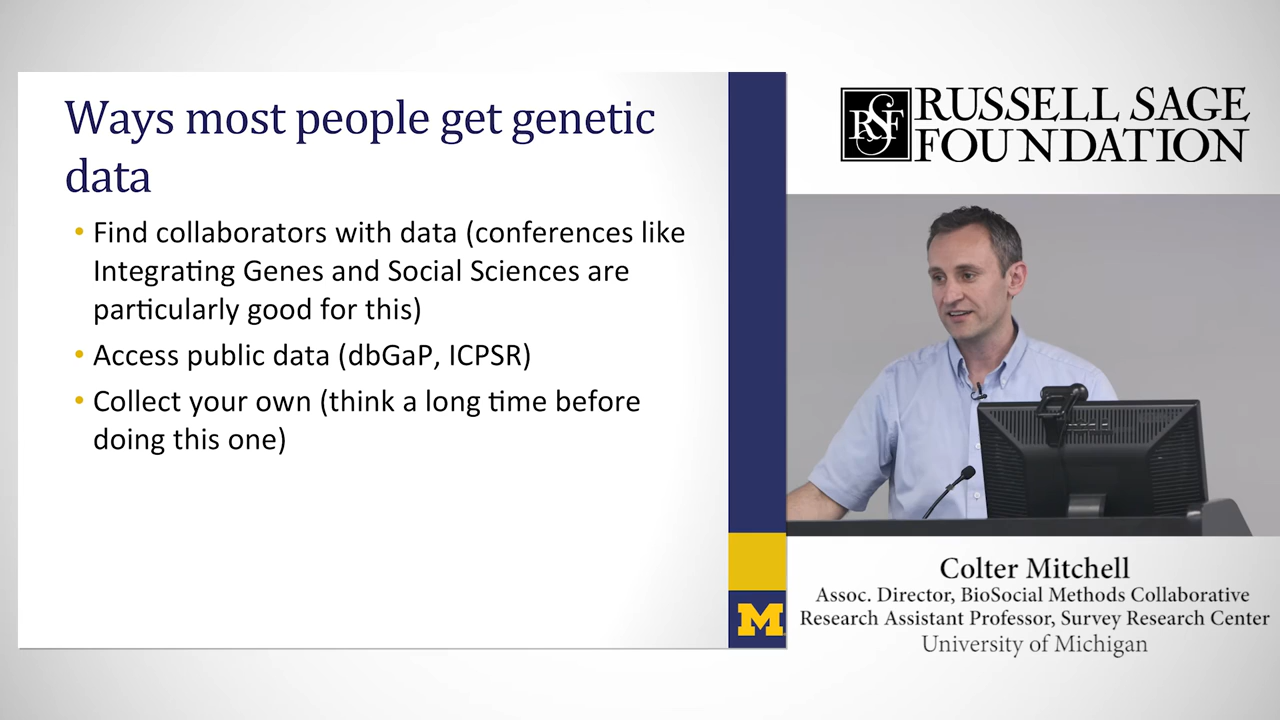 Ways most people get genetic
data
• Find collaborators with data (conferences like
Integrating Genes and Social Sciences are
particularly good for this)
• Access public data (dbGaP, ICPSR)
• Collect your own (think a long time before
doing this one)
M
RSF
RUSSELL SAGE
FOUNDATION
Colter Mitchell
Assoc. Director, BioSocial Methods Collaborative
Research Assistant Professor, Survey Research Center
University of Michigan